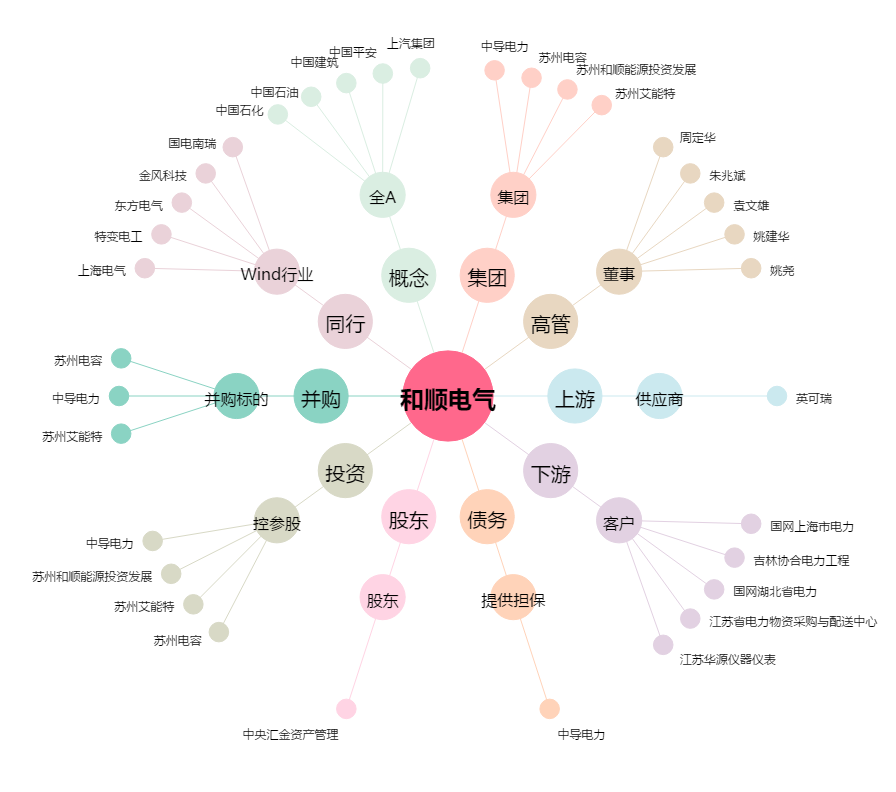 上汽集团
中国平安
中国建筑
中国石油
中国石化
全A
概念
中导电力
苏州电容
苏州和顺能源投资发展
苏州艾能特
集团
集团
国电南瑞
金风科技
东方电气
特变电工
上海电气
Wind行业
同行
周定华
朱兆斌
袁文雄
姚建华
姚尧
董事
高管
苏州电容
中导电力
苏州艾能特
并购标的
并购
和顺电气
上游
供应商
英可瑞
投资
控参股
中导电力
苏州和顺能源投资发展
苏州艾能特
苏州电容
股东
股东
中央汇金资产管理
债务
提供担保
中导电力
下游
客户
国网上海市电力
吉林协合电力工程
国网湖北省电力
江苏省电力物资采购与配送中心
江苏华源仪器仪表